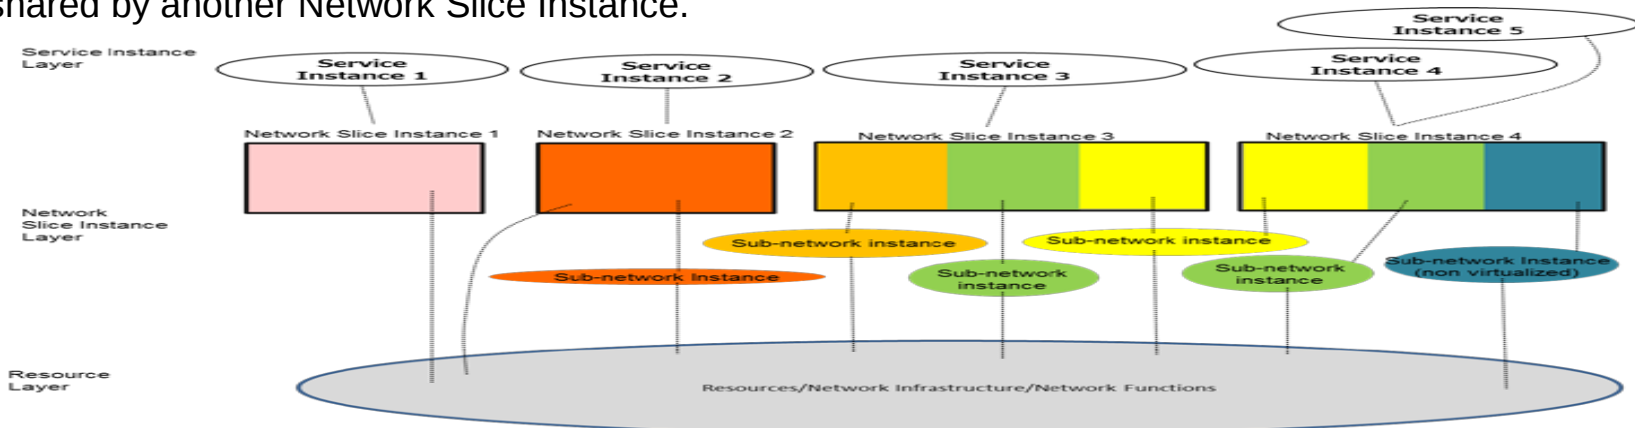 shared by another Network Slice Instance.
Service
Instance 5
Service Instance
Layer
Service
Instance 1
Service
Instance 2
Service
Instance 3
Service
Instance 4
Network Slice Instance 1
Network Slice Instance 2
Network Slice Instance 3
Network Slice Instance 4
Network
Slice Instance
Layer
Sub-network instance
Sub-network instance
Sub-network Instance
Sub-network
instance
Sub-network
instance
Sub-network Instance
(non virtualized)
Resource
Layer
Resources/Network Infrastructure/Network Functions